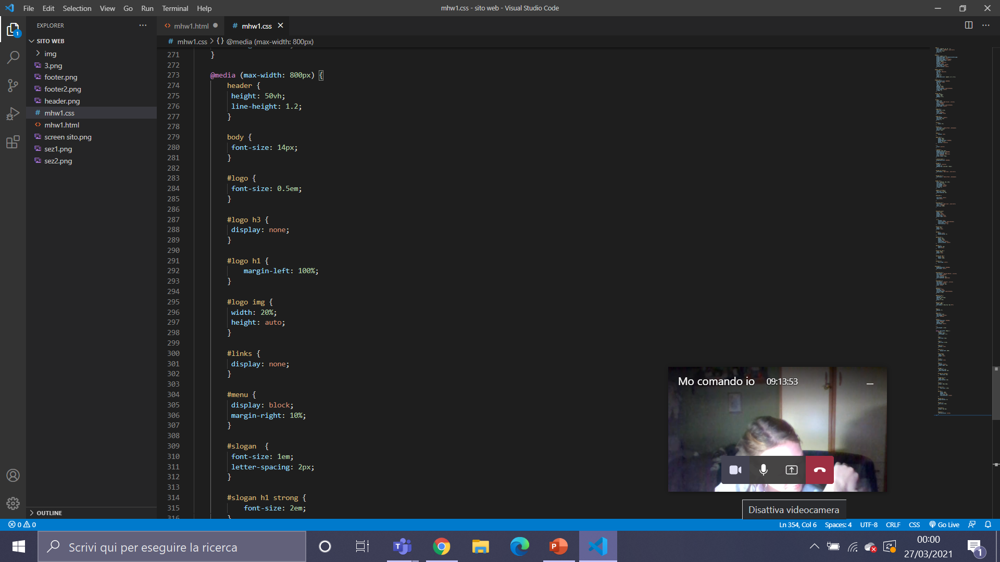 File Edit Selection View Go Run Terminal Help
mhw1.css - sito web - Visual Studio Code
EXPLORER
mhw1.html
mhw1.css
SITO WEB
mhw1.css > {} @media (max-width: 800px)
img
3.png
footer.png
footer2.png
header.png
mhw1.css
mhw1.html
screen sito.png
sez1.png
sez2.png
OUTLINE
1
271 }
272
273 @media (max-width: 800px) {
274 header {
275 height: 50vh;
276 line-height: 1.2;
277 }
278
279 body {
280 font-size: 14px;
281 }
282
283 #logo {
284 font-size: 0.5em;
285 }
286
287 #logo h3 {
288 display: none;
289 }
290
291 #logo h1 {
292 margin-left: 100%;
293 }
294
295 #logo img {
296 width: 20%;
297 height: auto;
298 }
299
300 #links {
301 display: none;
302 }
303
304 #menu {
305 display: block;
306 margin-right: 10%;
307 }
308
309 #slogan  {
310 font-size: 1em;
311 letter-spacing: 2px;
312 }
313
314 #slogan h1 strong {
315 font-size: 2em;
316 }
Mo comando io 09:13:53
Disattiva videocamera
0 0
Ln 354, Col 6 Spaces: 4 UTF-8 CRLF CSS Go Live
Scrivi qui per eseguire la ricerca
00:00
27/03/2021
1